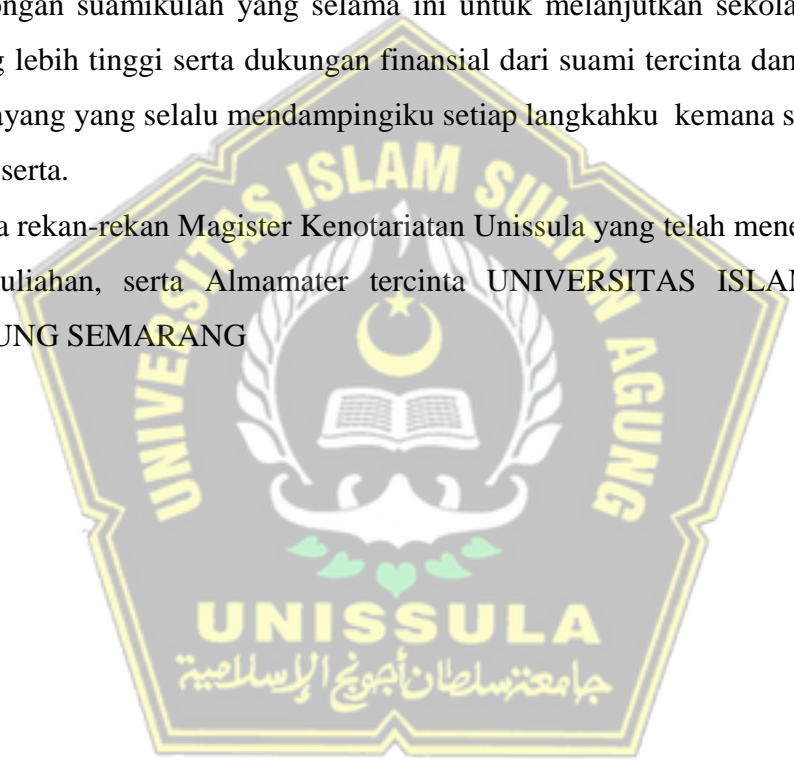 ongan suamikulah yang selama ini untuk melanjutkan sekola
g lebih tinggi serta dukungan finansial dari suami tercinta dan
ayang yang selalu mendampingiku setiap langkahku kemana s
serta.
a rekan-rekan Magister Kenotariatan Unissula yang telah mene
uliahan, serta Almamater tercinta UNIVERSITAS ISLAM
UNG SEMARANG
UNIVERSITAS ISLAM SULTAN AGUNG
UNISSULA
جامعة سلطان أجونج الإسلامية